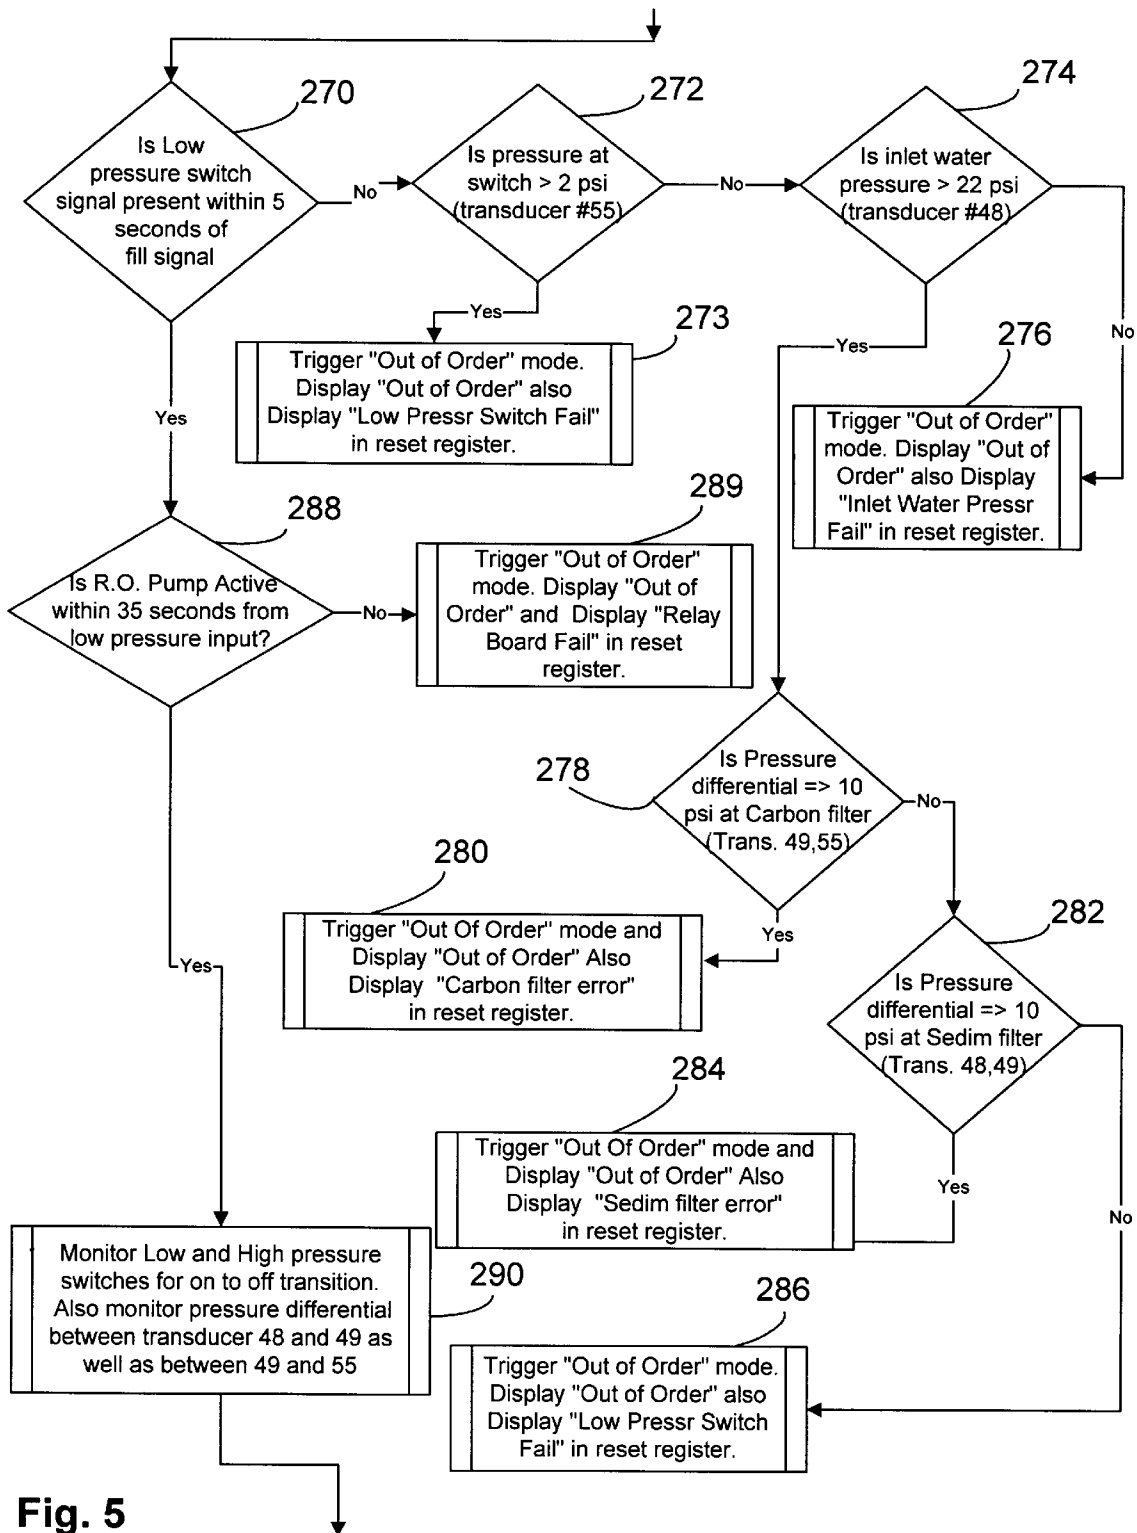 270
Is Low
pressure switch
signal present within 5
seconds of
fill signal
No
272
Is pressure at
switch > 2 psi
(transducer #55)
No
274
Is inlet water
pressure > 22 psi
(transducer #48)
Yes
273
Trigger "Out of Order" mode.
Display "Out of Order" also
Display "Low Pressr Switch Fail"
in reset register.
Yes
No
276
Trigger "Out of Order"
mode. Display "Out of
Order" also Display
"Inlet Water Pressr
Fail" in reset register.
Yes
288
Is R.O. Pump Active
within 35 seconds from
low pressure input?
No
289
Trigger "Out of Order"
mode. Display "Out of
Order" and Display "Relay
Board Fail" in reset
register.
278
Is Pressure
differential => 10
psi at Carbon filter
(Trans. 49,55)
No
Yes
280
Trigger "Out Of Order" mode and
Display "Out of Order" Also
Display "Carbon filter error"
in reset register.
282
Is Pressure
differential => 10
psi at Sedim filter
(Trans. 48,49)
Yes
Yes
No
284
Trigger "Out Of Order" mode and
Display "Out of Order" Also
Display "Sedim filter error"
in reset register.
290
Monitor Low and High pressure
switches for on to off transition.
Also monitor pressure differential
between transducer 48 and 49 as
well as between 49 and 55
286
Trigger "Out of Order" mode.
Display "Out of Order" also
Display "Low Pressr Switch
Fail" in reset register.
Fig. 5